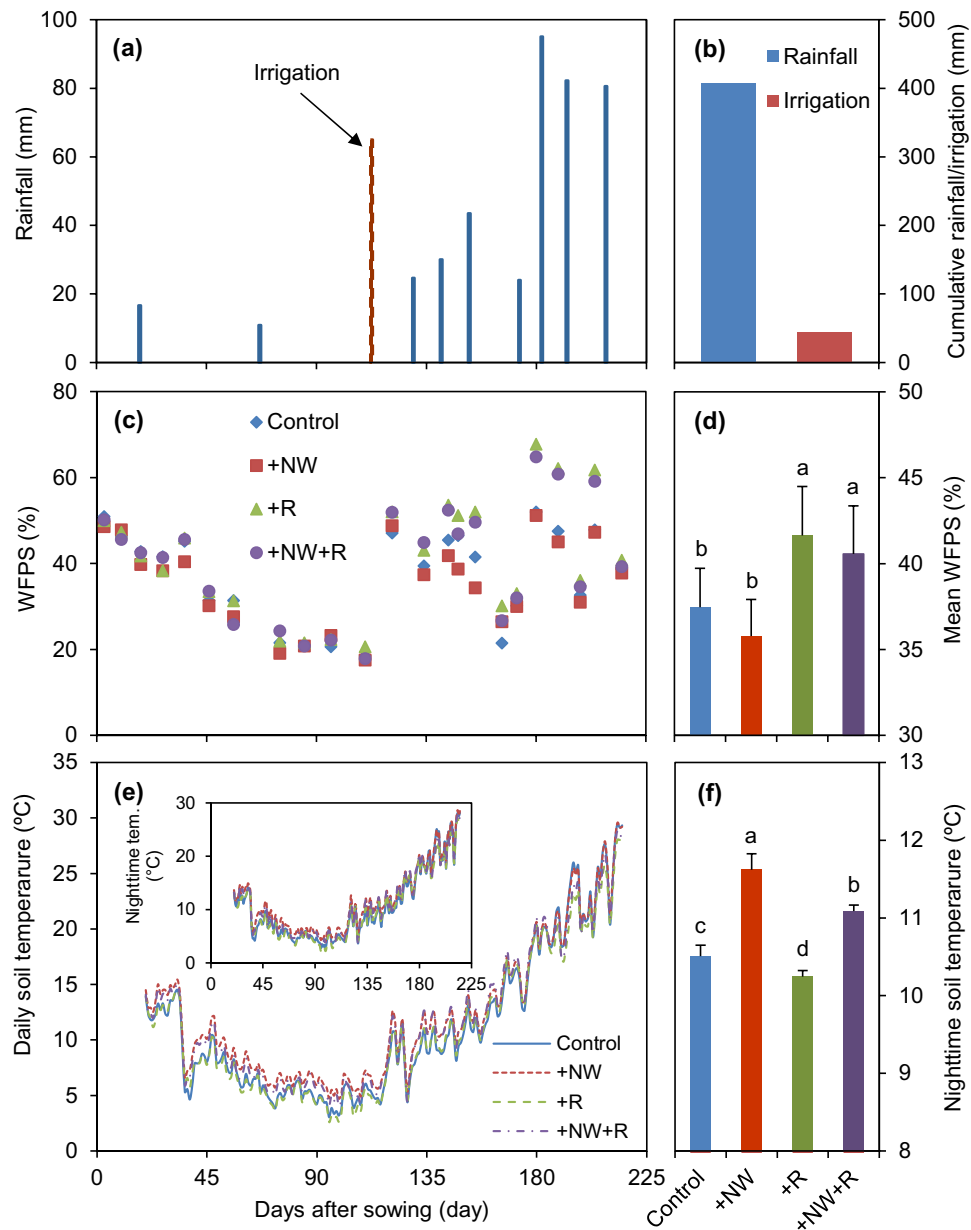 (a)
Irrigation
Rainfall (mm)
100
80
60
40
20
0
(b)
Rainfall
Irrigation
500
400
300
200
100
0
Cumulative rainfall/irrigation (mm)
(c)
Control
+NW
+R
+NW+R
WFPS (%)
80
60
40
20
0
(d)
b
b
a
a
50
45
40
35
30
Mean WFPS (%)
(e)
Daily soil temperarure (ºC)
35
30
25
20
15
10
5
0
Nighttime tem.
(°C)
30
20
10
0
0 45 90 135 180 225
Control
+NW
+R
+NW+R
0 45 90 135 180 225
Days after sowing (day)
(f)
c
a
d
b
13
12
11
10
9
8
Nighttime soil temperarure (ºC)
Control
+NW
+R
+NW+R